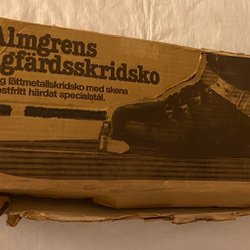 Almgrens
gfärdsskridsko
g lättmetallskridsko med skena
ostfritt härdat specialstål.